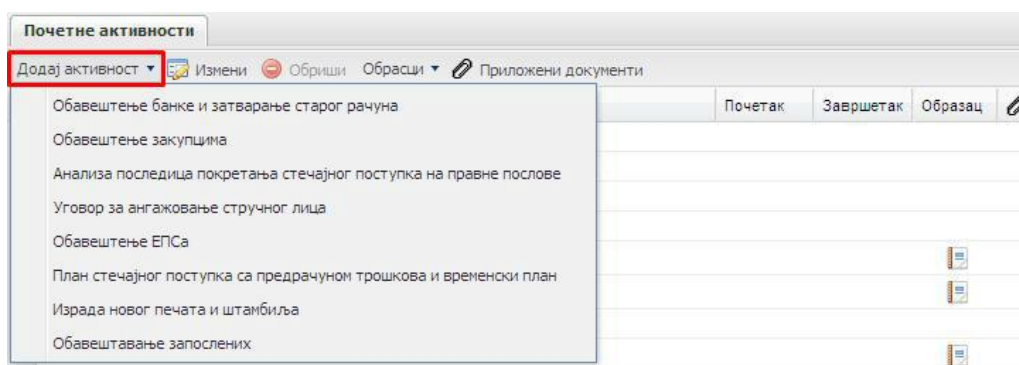 Почетне активности
Додај активност Измени Обриши Обрасци Приложени документи
Почетак Завршетак Образац
Обавештење банке и затварање старог рачуна
Обавештење закупцима
Анализа последица покретања стечајног поступка на правне послове
Уговор за ангажовање стручног лица
Обавештење ЕПСа
План стечајног поступка са предрачуном трошкова и временски план
Израда новог печата и штамбиља
Обавештавање запослених